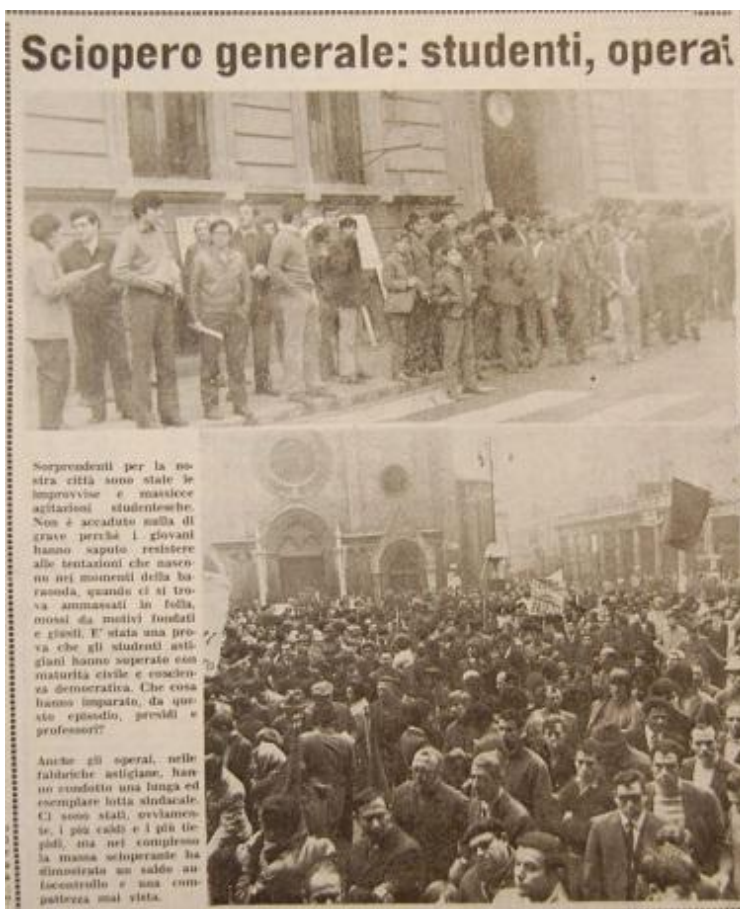 Sciopero generale: studenti, operai
Sorprendenti per la no-
stra città sono state le
improvvise e massicce
agitazioni studentesche.
Non è accaduto nulla di
grave perchè i giovani
hanno saputo resistere
alle tentazioni che nasco-
no nei momenti della ba-
raonda, quando ci si tro-
va ammassati in folla,
mossi da motivi fondati
e giusti. E' stata una pro-
va che gli studenti asti-
giani hanno superato con
maturità civile e coscien-
za democratica. Che cosa
hanno imparato, da que-
sto episodio, presidi e
professori?
Anche gli operai, nelle
fabbriche astigiane, han-
no condotto una lunga ed
esemplare lotta sindacale.
Ci sono stati, ovviamen-
te, i più caldi e i più tie-
pidi, ma nel complesso
la massa scioperante ha
dimostrato un saldo au-
tocontrollo e una com-
pattezza mai vista.